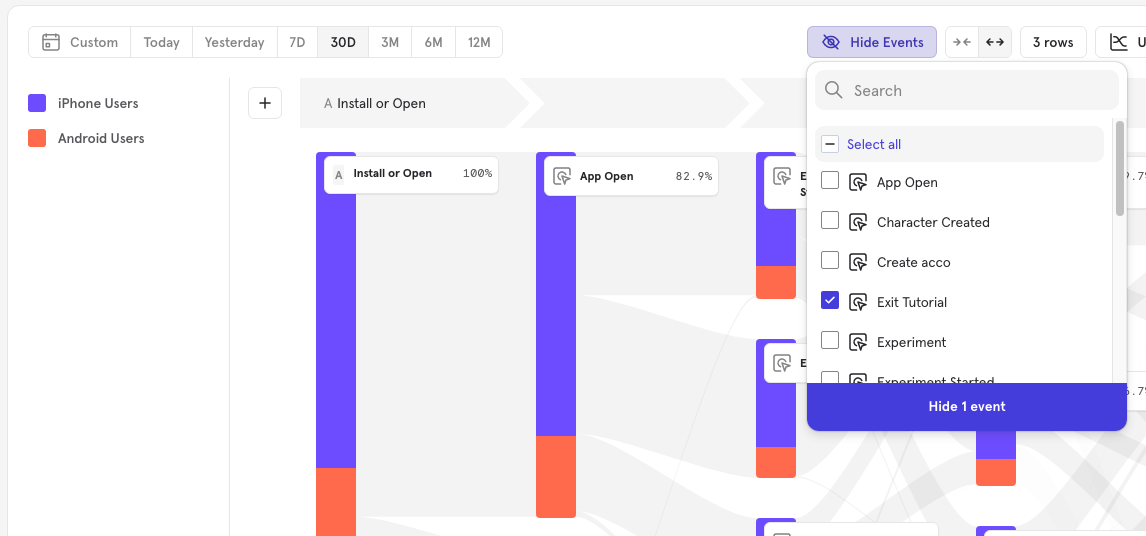 Custom
Today
Yesterday
7D
30D
3M
6M
12M
Hide Events
3 rows
iPhone Users
Android Users
A Install or Open
Search
Select all
A Install or Open 100%
App Open 82.9%
App Open
Character Created
Create acco
Exit Tutorial
Experiment
Experiment Started
Hide 1 event